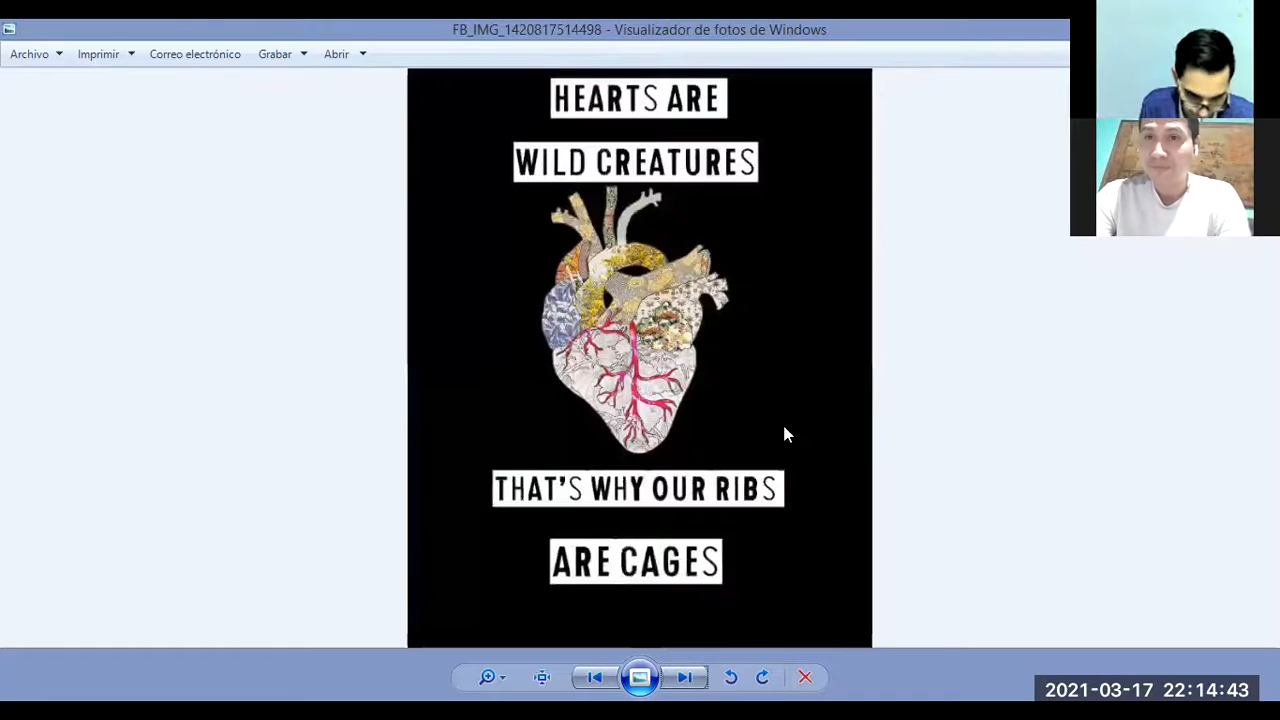 FB_IMG_1420817514498 - Visualizador de fotos de Windows
Archivo Imprimir Correo electrónico Grabar Abrir
HEARTS ARE
WILD CREATURES
THAT'S WHY OUR RIBS
ARE CAGES
2021-03-17 22:14:43